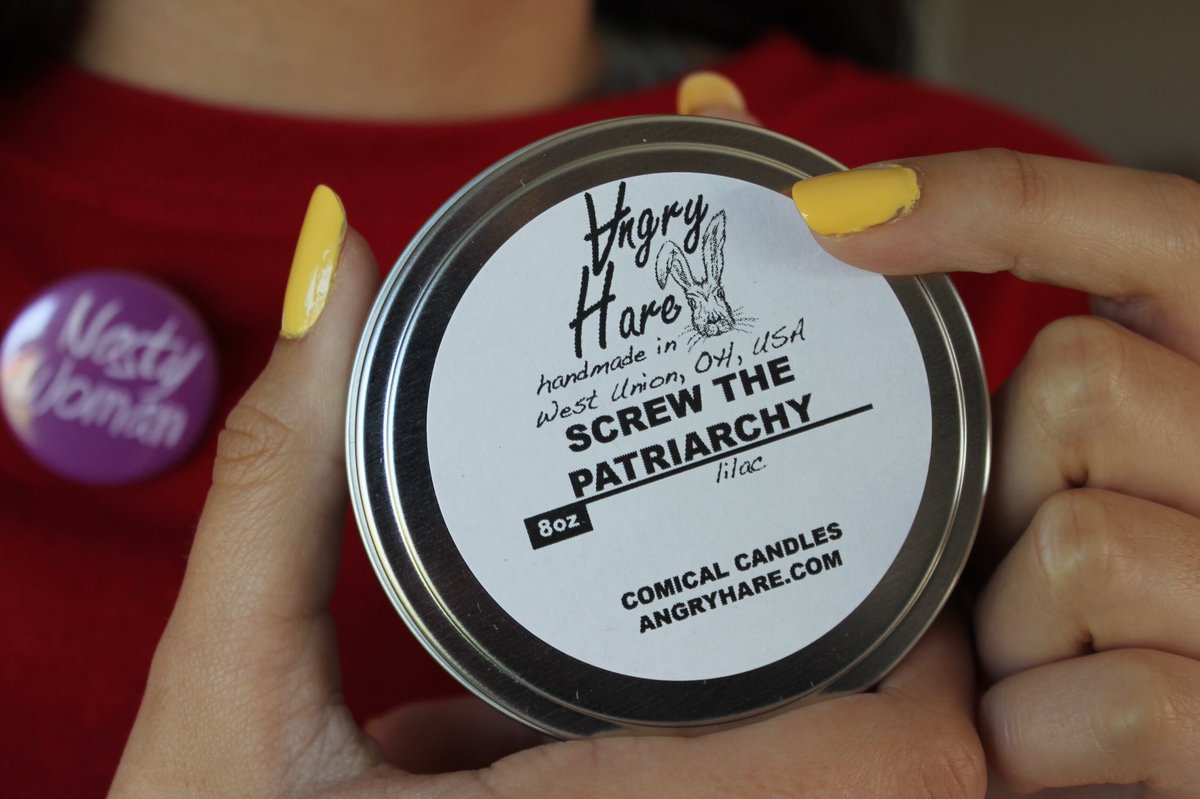 Angry
Hare
handmade in
West Union, OH, USA
SCREW THE
PATRIARCHY
lilac
8oz
COMICAL CANDLES
ANGRYHARE.COM
Nasty
Woman